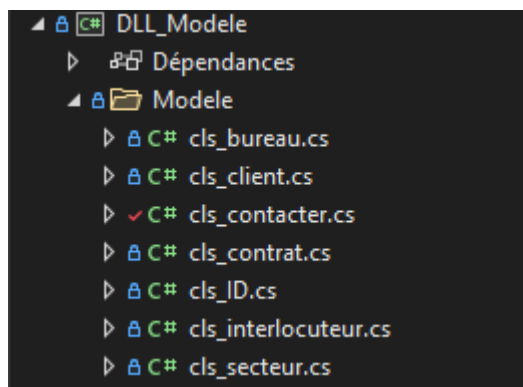 C# DLL_Modele
Dépendances
Modele
C# cls_bureau.cs
C# cls_client.cs
C# cls_contacter.cs
C# cls_contrat.cs
C# cls_ID.cs
C# cls_interlocuteur.cs
C# cls_secteur.cs